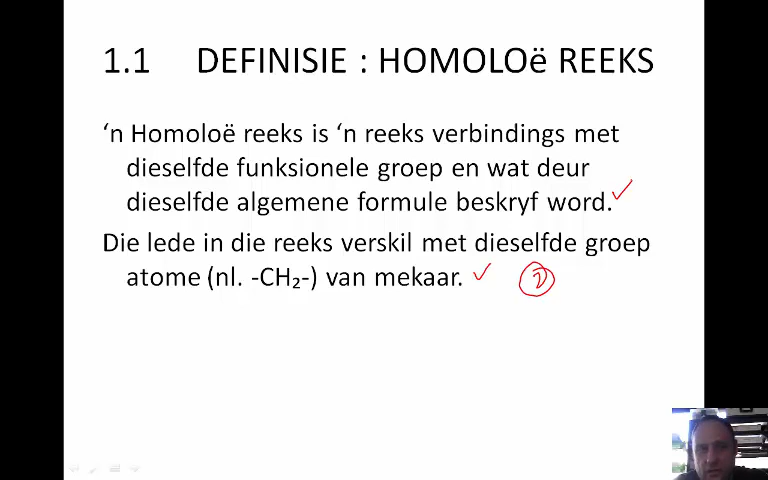 1.1 DEFINISIE : HOMOLOë REEKS
‘n Homoloë reeks is ‘n reeks verbindings met
dieselfde funksionele groep en wat deur
dieselfde algemene formule beskryf word.
Die lede in die reeks verskil met dieselfde groep
atome (nl. -CH₂-) van mekaar. 2